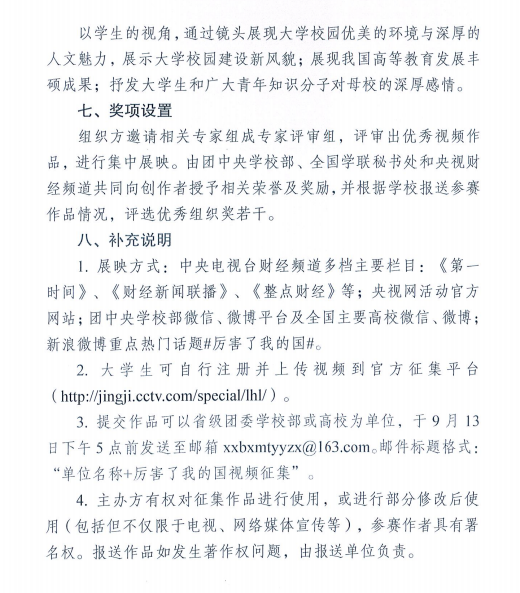 以学生的视角，通过镜头展现大学校园优美的环境与深厚的
人文魅力，展示大学校园建设新风貌；展现我国高等教育发展丰
硕成果；抒发大学生和广大青年知识分子对母校的深厚感情。
七、奖项设置
组织方邀请相关专家组成专家评审组，评审出优秀视频作
品，进行集中展映。由团中央学校部、全国学联秘书处和央视财
经频道共同向创作者授予相关荣誉及奖励，并根据学校报送参赛
作品情况，评选优秀组织奖若干。
八、补充说明
1. 展映方式：中央电视台财经频道多档主要栏目：《第一
时间》、《财经新闻联播》、《整点财经》等；央视网活动官方
网站；团中央学校部微信、微博平台及全国主要高校微信、微博；
新浪微博重点热门话题#厉害了我的国#。
2. 大学生可自行注册并上传视频到官方征集平台
（http://jingji.cctv.com/special/lhl/）。
3. 提交作品可以省级团委学校部或高校为单位，于 9 月 13
日下午 5 点前发送至邮箱 xxbxmtyyzx@163.com。邮件标题格式：
“单位名称+厉害了我的国视频征集”。
4. 主办方有权对征集作品进行使用，或进行部分修改后使
用（包括但不仅限于电视、网络媒体宣传等），参赛作者具有署
名权。报送作品如发生著作权问题，由报送单位负责。